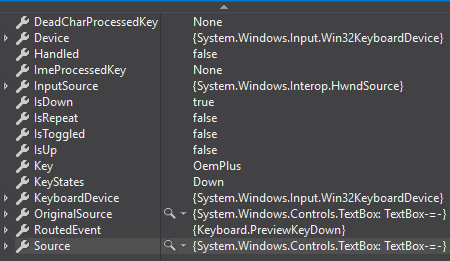 DeadCharProcessedKey None
Device {System.Windows.Input.Win32KeyboardDevice}
Handled false
ImeProcessedKey None
InputSource {System.Windows.Interop.HwndSource}
IsDown true
IsRepeat false
IsToggled false
IsUp false
Key OemPlus
KeyStates Down
KeyboardDevice {System.Windows.Input.Win32KeyboardDevice}
OriginalSource {System.Windows.Controls.TextBox: TextBox-=-}
RoutedEvent {Keyboard.PreviewKeyDown}
Source {System.Windows.Controls.TextBox: TextBox-=-}